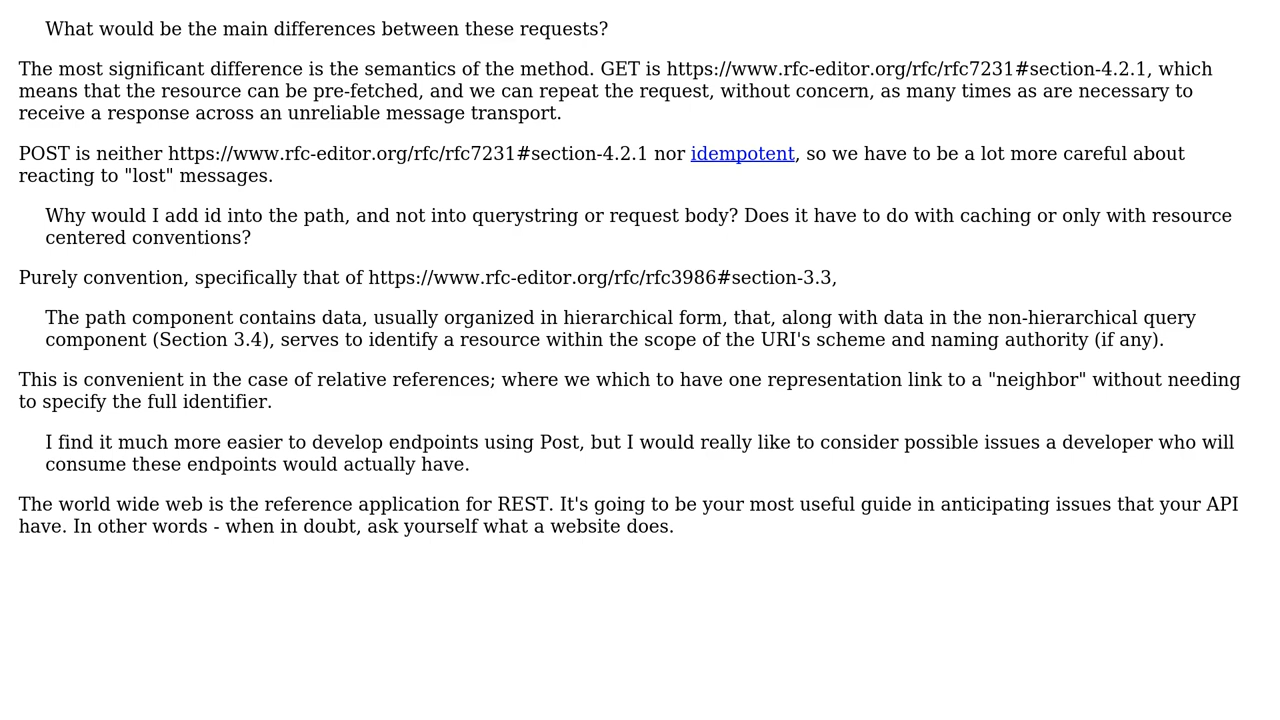 What would be the main differences between these requests?
The most significant difference is the semantics of the method. GET is https://www.rfc-editor.org/rfc/rfc7231#section-4.2.1, which
means that the resource can be pre-fetched, and we can repeat the request, without concern, as many times as are necessary to
receive a response across an unreliable message transport.
POST is neither https://www.rfc-editor.org/rfc/rfc7231#section-4.2.1 nor idempotent, so we have to be a lot more careful about
reacting to "lost" messages.
Why would I add id into the path, and not into querystring or request body? Does it have to do with caching or only with resource
centered conventions?
Purely convention, specifically that of https://www.rfc-editor.org/rfc/rfc3986#section-3.3,
The path component contains data, usually organized in hierarchical form, that, along with data in the non-hierarchical query
component (Section 3.4), serves to identify a resource within the scope of the URI's scheme and naming authority (if any).
This is convenient in the case of relative references; where we which to have one representation link to a "neighbor" without needing
to specify the full identifier.
I find it much more easier to develop endpoints using Post, but I would really like to consider possible issues a developer who will
consume these endpoints would actually have.
The world wide web is the reference application for REST. It's going to be your most useful guide in anticipating issues that your API
have. In other words - when in doubt, ask yourself what a website does.